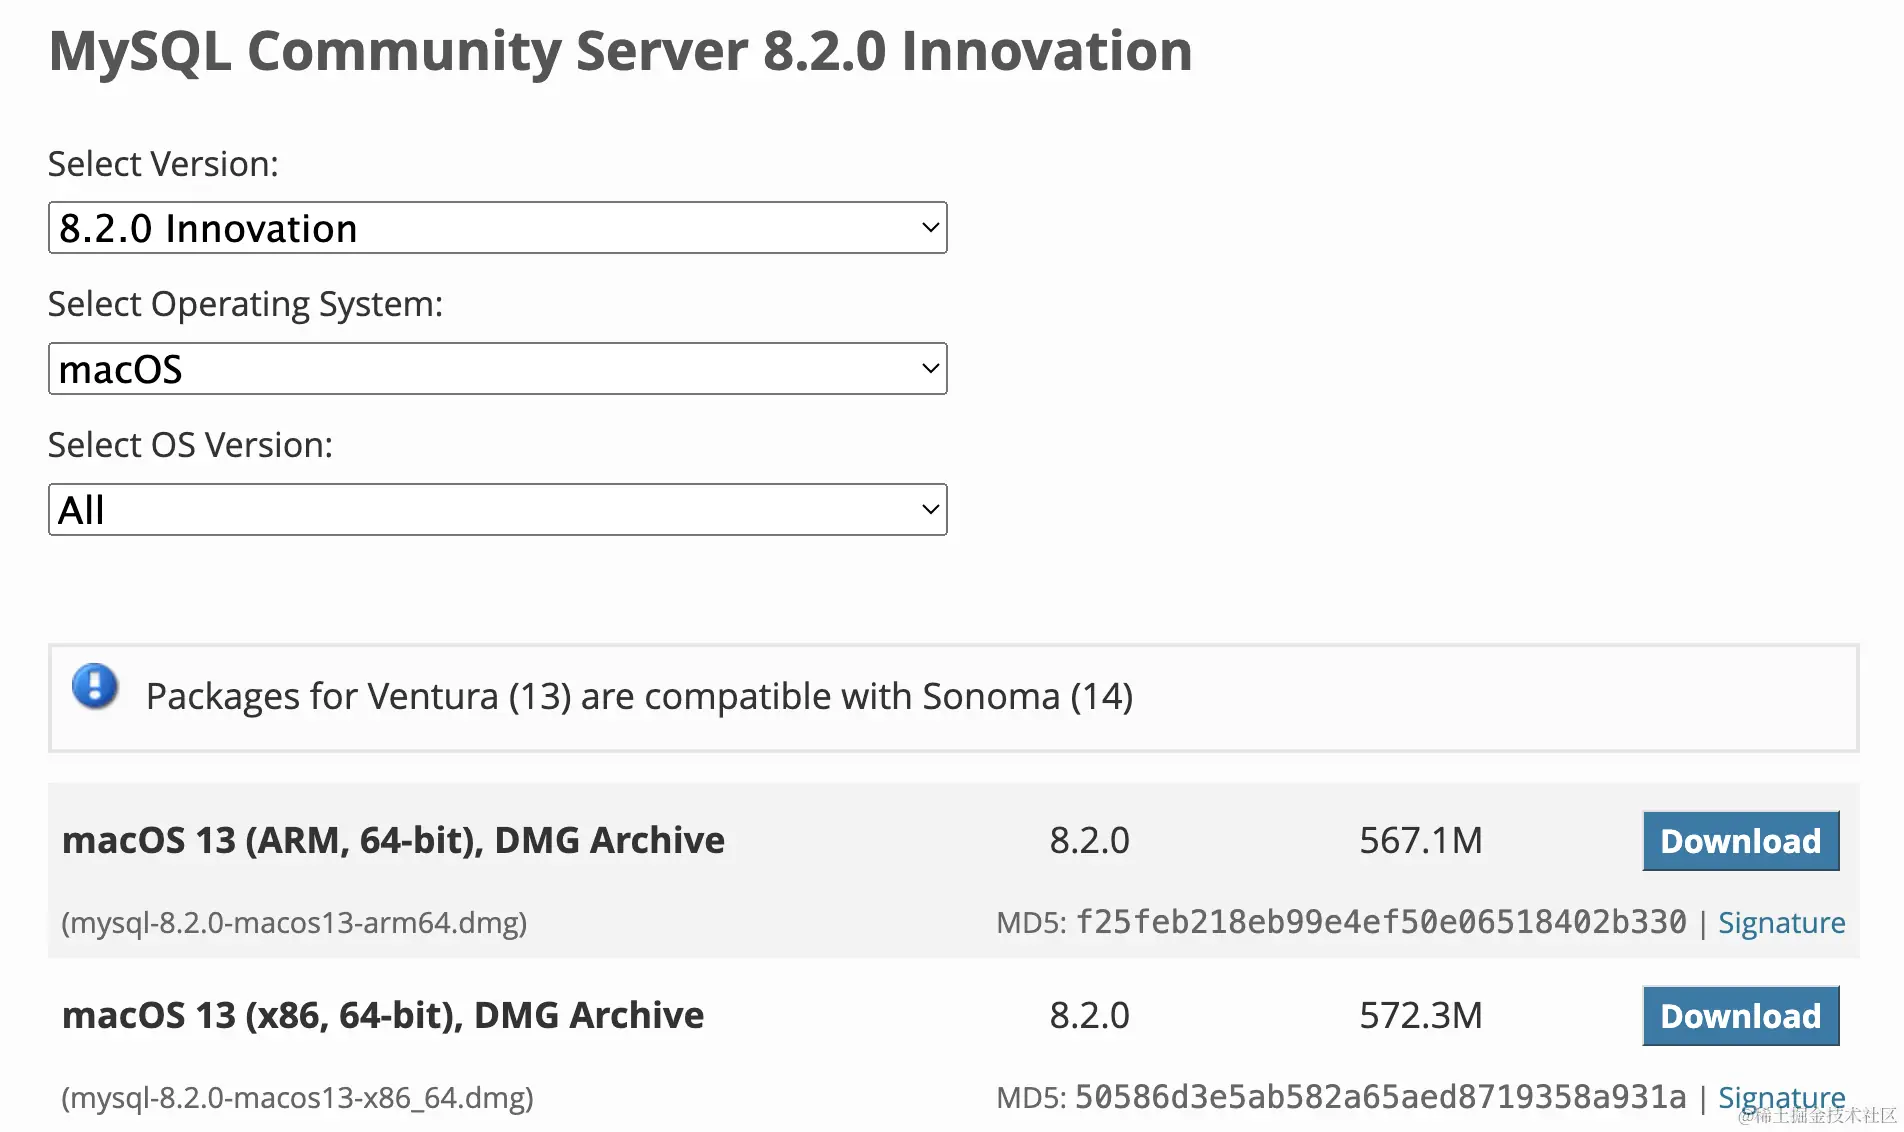 MySQL Community Server 8.2.0 Innovation
Select Version:
8.2.0 Innovation
Select Operating System:
macOS
Select OS Version:
All
Packages for Ventura (13) are compatible with Sonoma (14)
macOS 13 (ARM, 64-bit), DMG Archive 8.2.0 567.1M Download
(mysql-8.2.0-macos13-arm64.dmg) MD5: f25feb218eb99e4ef50e06518402b330 | Signature
macOS 13 (x86, 64-bit), DMG Archive 8.2.0 572.3M Download
(mysql-8.2.0-macos13-x86_64.dmg) MD5: 50586d3e5ab582a65aed8719358a931a | Signature
@稀土掘金技术社区